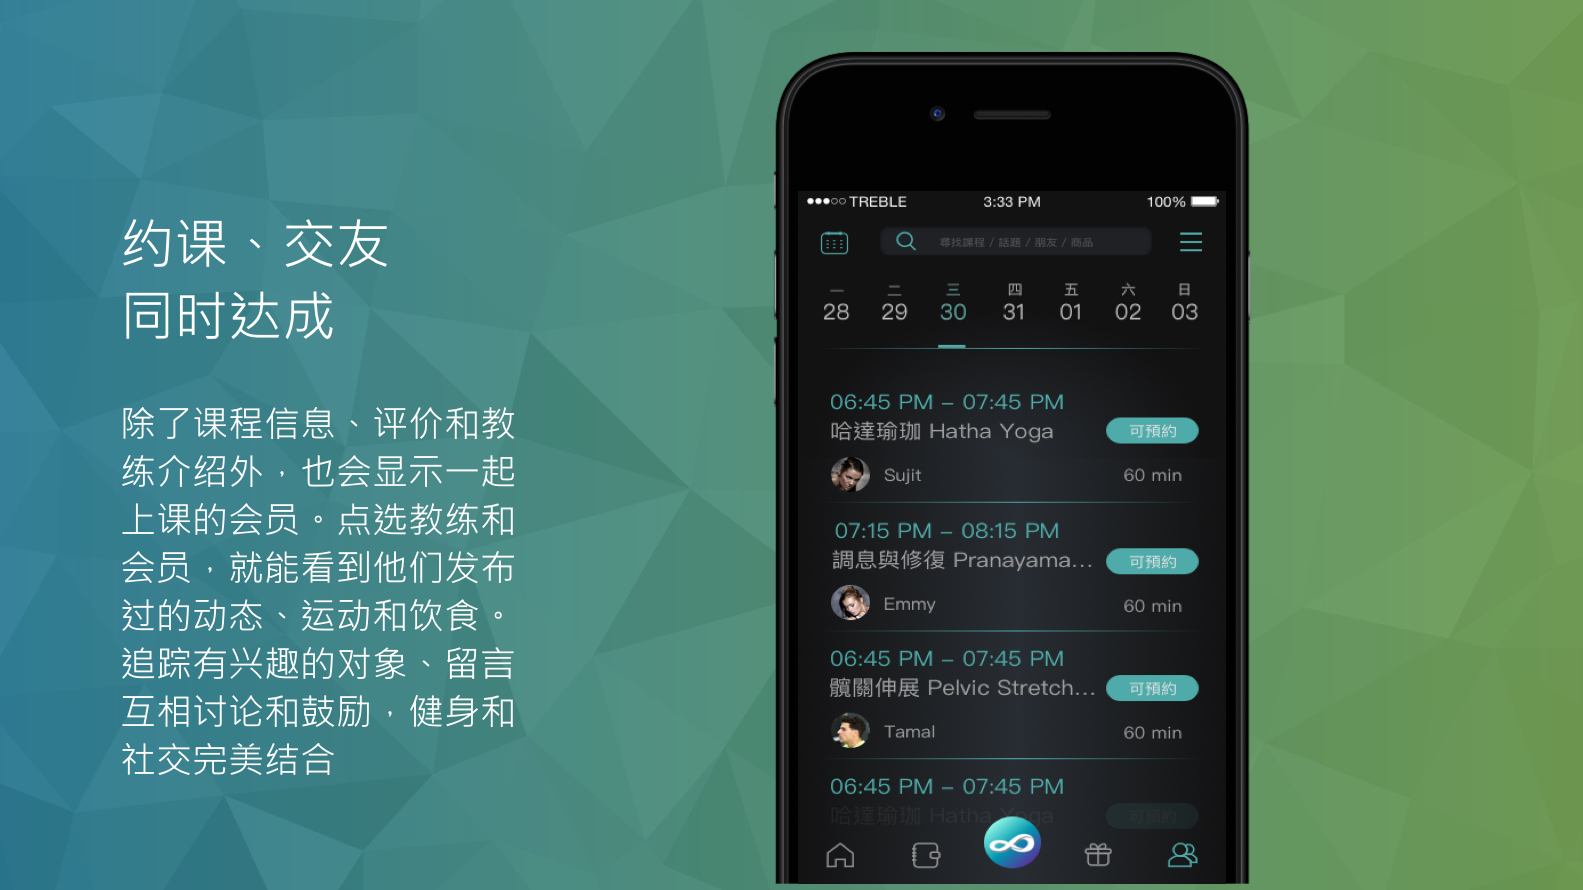 约课、交友
同时达成
除了课程信息、评价和教
练介绍外，也会显示一起
上课的会员。点选教练和
会员，就能看到他们发布
过的动态、运动和饮食。
追踪有兴趣的对象、留言
互相讨论和鼓励，健身和
社交完美结合
TREBLE 3:33 PM 100%
尋找課程 / 話題 / 朋友 / 商品
一 二 三 四 五 六 日
28 29 30 31 01 02 03
06:45 PM – 07:45 PM
哈達瑜珈 Hatha Yoga 可預約
Sujit 60 min
07:15 PM – 08:15 PM
調息與修復 Pranayama... 可預約
Emmy 60 min
06:45 PM – 07:45 PM
髖關伸展 Pelvic Stretch... 可預約
Tamal 60 min
06:45 PM – 07:45 PM
哈達瑜珈 Hatha Yoga 可預約